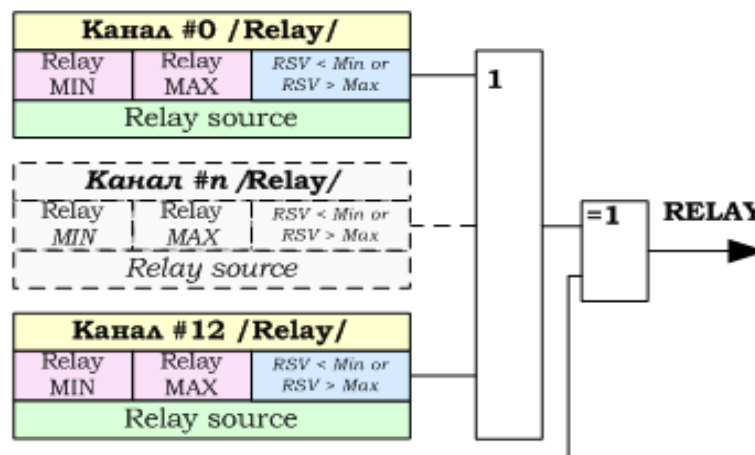 Канал #0 /Relay/
Relay MIN
Relay MAX
RSV < Min or
RSV > Max
Relay source
1
Канал #n /Relay/
Relay MIN
Relay MAX
RSV < Min or
RSV > Max
Relay source
=1
RELAY
Канал #12 /Relay/
Relay MIN
Relay MAX
RSV < Min or
RSV > Max
Relay source